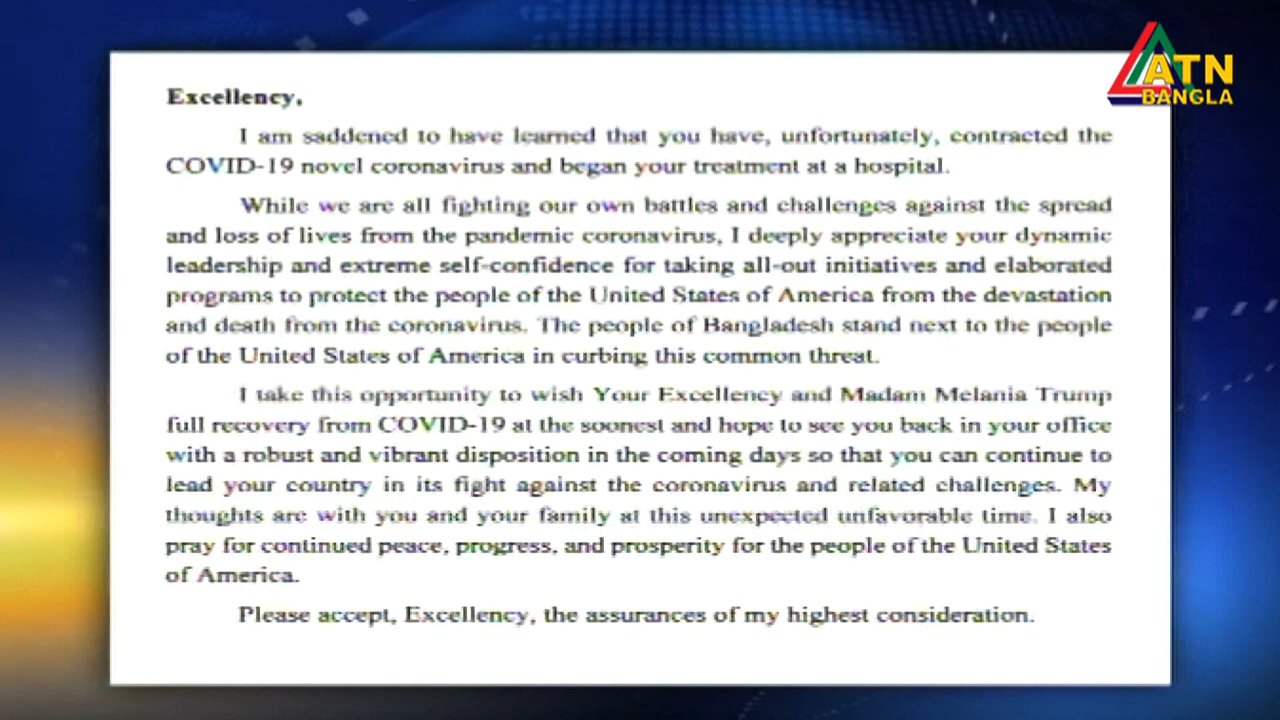 ATN
BANGLA
Excellency,
I am saddened to have learned that you have, unfortunately, contracted the
COVID-19 novel coronavirus and began your treatment at a hospital.
While we are all fighting our own battles and challenges against the spread
and loss of lives from the pandemic coronavirus, I deeply appreciate your dynamic
leadership and extreme self-confidence for taking all-out initiatives and elaborated
programs to protect the people of the United States of America from the devastation
and death from the coronavirus. The people of Bangladesh stand next to the people
of the United States of America in curbing this common threat.
I take this opportunity to wish Your Excellency and Madam Melania Trump
full recovery from COVID-19 at the soonest and hope to see you back in your office
with a robust and vibrant disposition in the coming days so that you can continue to
lead your country in its fight against the coronavirus and related challenges. My
thoughts are with you and your family at this unexpected unfavorable time. I also
pray for continued peace, progress, and prosperity for the people of the United States
of America.
Please accept, Excellency, the assurances of my highest consideration.